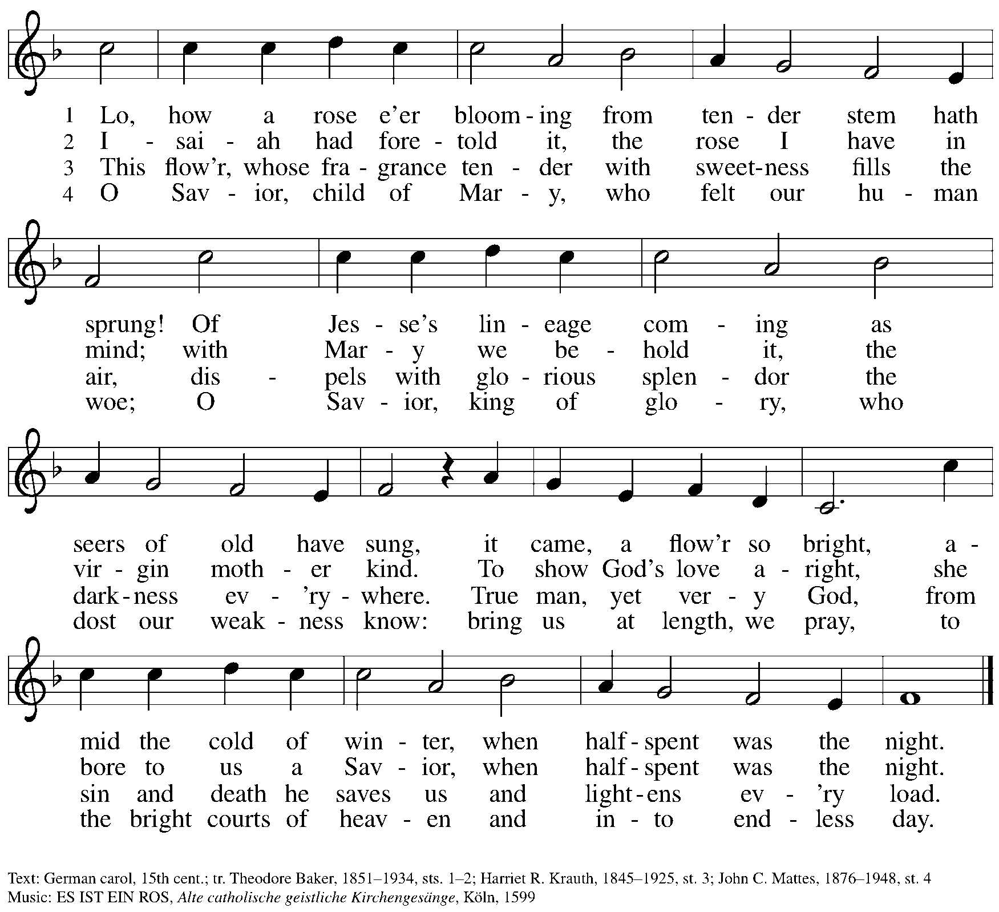 1 Lo, how a rose e'er bloom - ing from ten - der stem hath
2 I - sai - ah had fore - told it, the rose I have in
3 This flow'r, whose fra - grance ten - der with sweet - ness fills the
4 O Sav - ior, child of Mar - y, who felt our hu - man
sprung! Of Jes - se's lin - eage com - ing as
mind; with Mar - y we be - hold it, the
air, dis - pels with glo - rious splen - dor the
woe; O Sav - ior, king of glo - ry, who
seers of old have sung, it came, a flow'r so bright, a -
vir - gin moth - er kind. To show God's love a - right, she
dark - ness ev - 'ry - where. True man, yet ver - y God, from
dost our weak - ness know: bring us at length, we pray, to
mid the cold of win - ter, when half - spent was the night.
bore to us a Sav - ior, when half - spent was the night.
sin and death he saves us and light - ens ev - 'ry load.
the bright courts of heav - en and in - to end - less day.
Text: German carol, 15th cent.; tr. Theodore Baker, 1851–1934, sts. 1–2; Harriet R. Krauth, 1845–1925, st. 3; John C. Mattes, 1876–1948, st. 4
Music: ES IST EIN ROS, Alte catholische geistliche Kirchengesänge, Köln, 1599